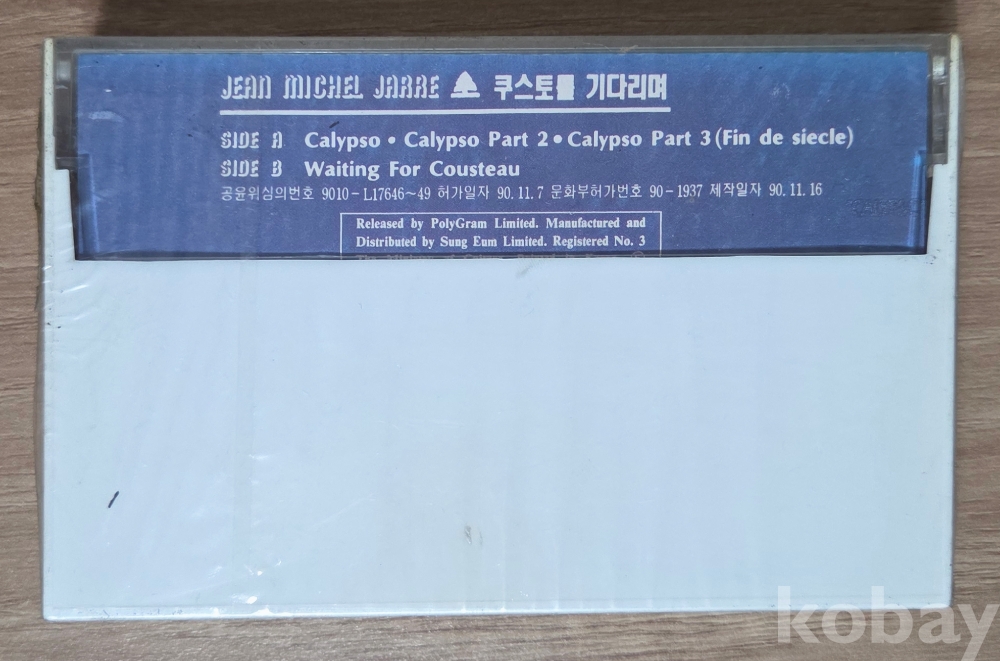 JEAN MICHEL JARRE 쿠스토를 기다리며
SIDE A Calypso • Calypso Part 2 • Calypso Part 3 (Fin de siecle)
SIDE B Waiting For Cousteau
공윤위심의번호 9010-L17646~49 허가일자 90.11.7 문화부허가번호 90-1937 제작일자 90.11.16
Released by PolyGram Limited. Manufactured and
Distributed by Sung Eum Limited. Registered No. 3
kobay